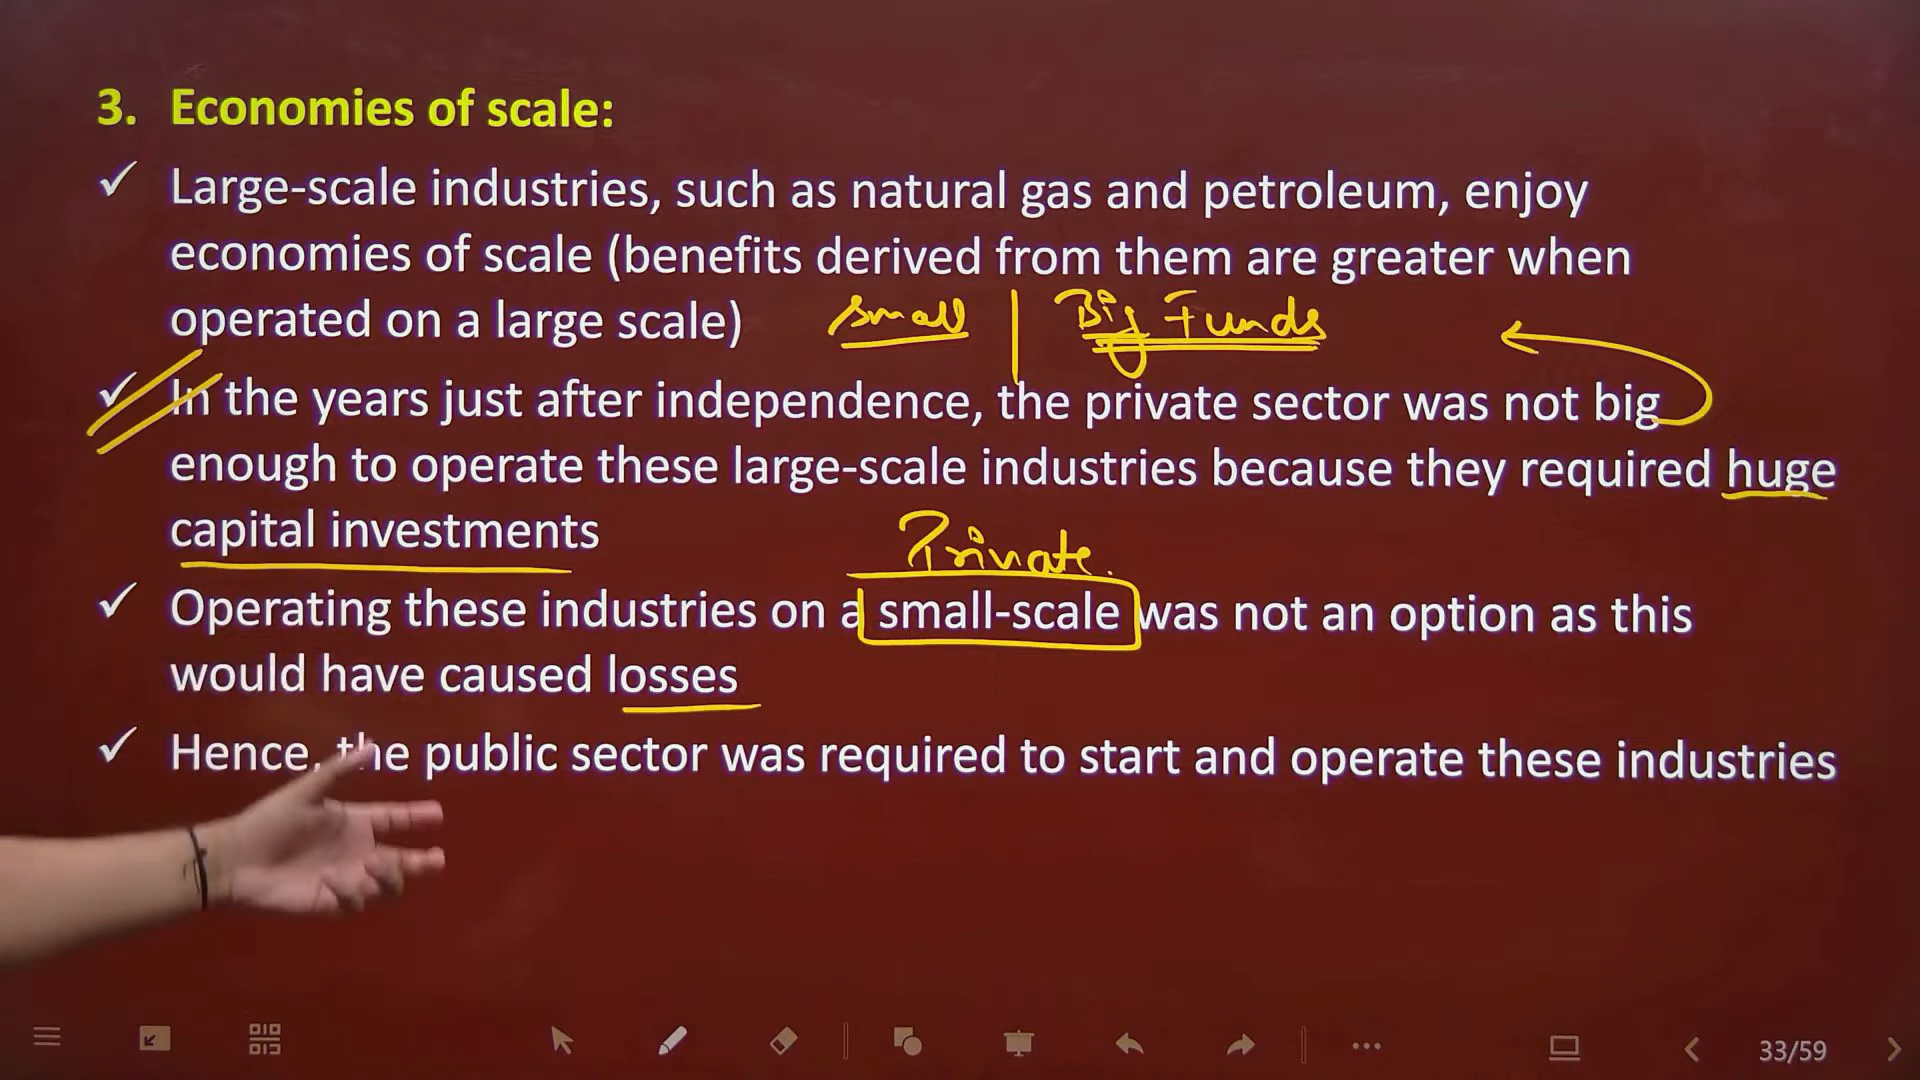 3. Economies of scale:
✓ Large-scale industries, such as natural gas and petroleum, enjoy
economies of scale (benefits derived from them are greater when
operated on a large scale)
small | Big Funds
✓ In the years just after independence, the private sector was not big
enough to operate these large-scale industries because they required huge
capital investments
Private.
✓ Operating these industries on a small-scale was not an option as this
would have caused losses
✓ Hence, the public sector was required to start and operate these industries
33/59